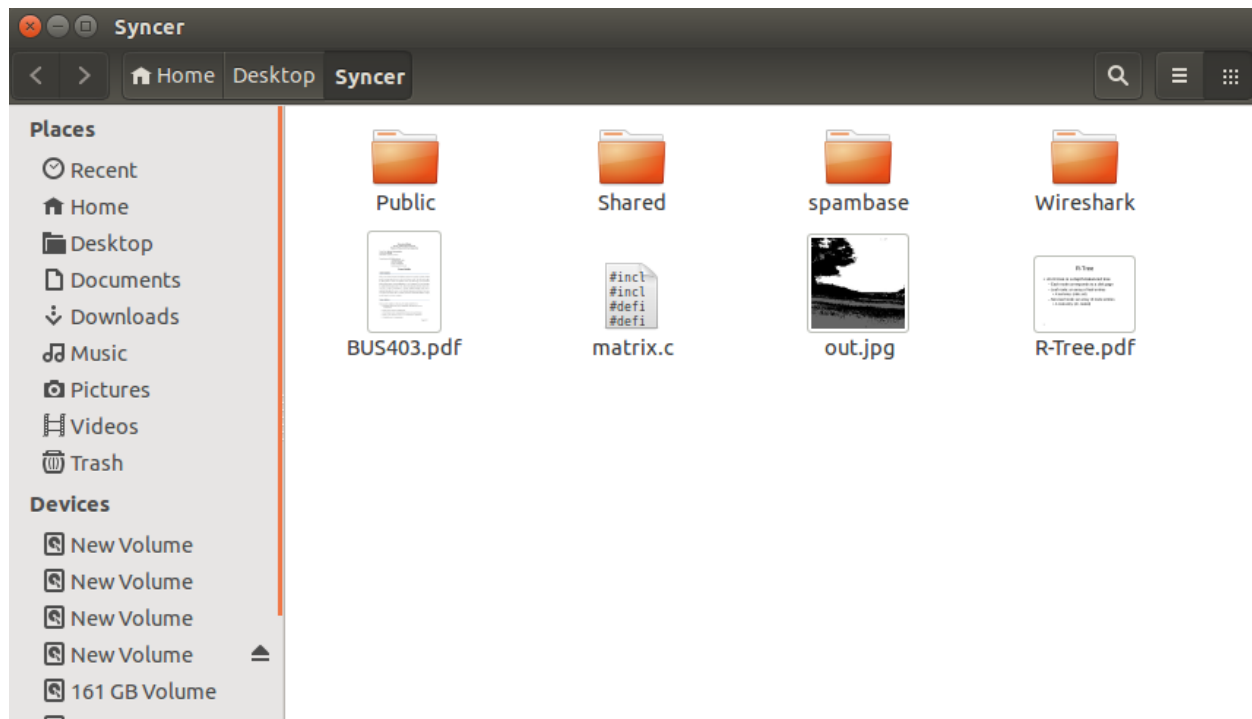 Syncer
Home Desktop Syncer
Places
Recent
Home
Desktop
Documents
Downloads
Music
Pictures
Videos
Trash
Devices
New Volume
New Volume
New Volume
New Volume
161 GB Volume
Public Shared spambase Wireshark
#incl
#incl
#defi
#defi
R-Tree
BUS403.pdf matrix.c out.jpg R-Tree.pdf